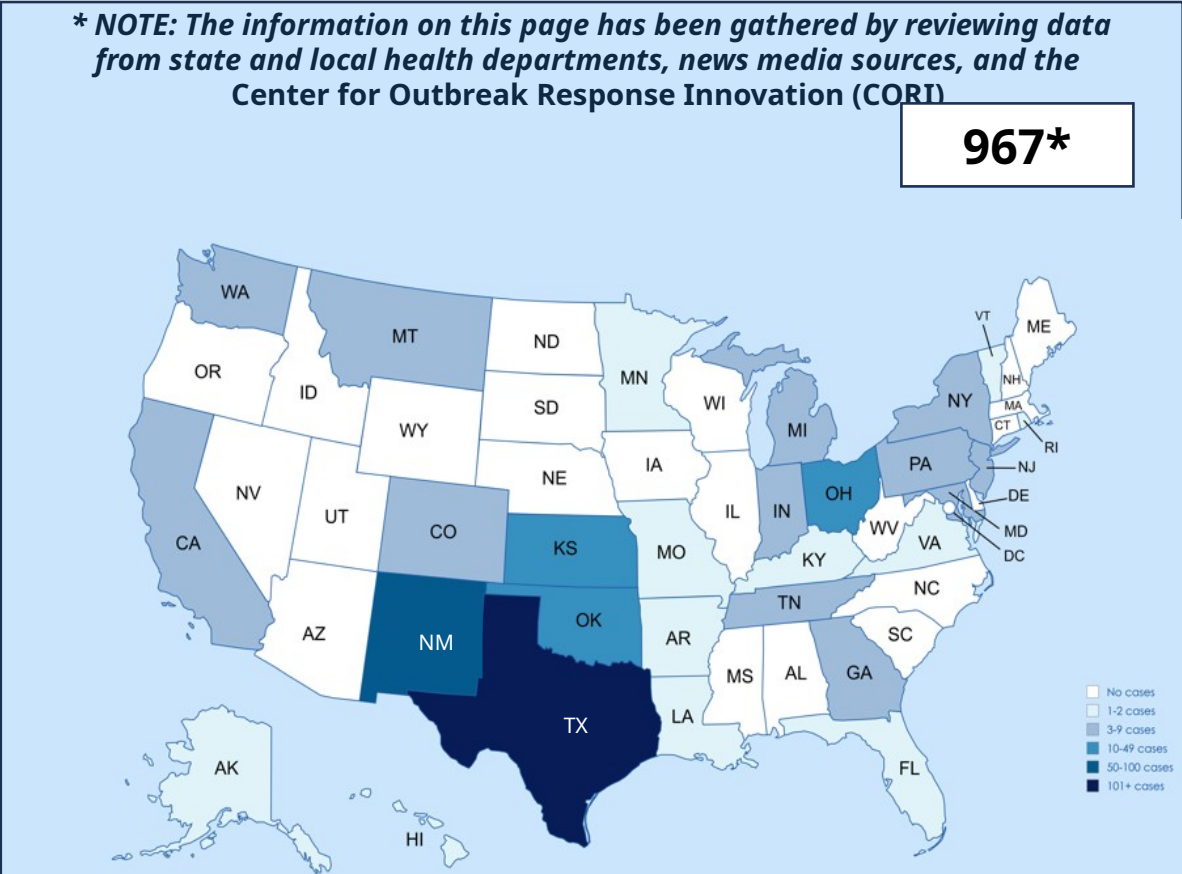 * NOTE: The information on this page has been gathered by reviewing data
from state and local health departments, news media sources, and the
Center for Outbreak Response Innovation (CORI)
967*
WA
MT
ND
MN
VT
ME
OR
ID
SD
WI
NH
WY
MI
NY
MA
CT
RI
NV
UT
NE
IA
PA
NJ
CA
CO
KS
IL
IN
OH
DE
MD
DC
MO
WV
VA
KY
AZ
NM
OK
TN
NC
AR
SC
TX
LA
MS
AL
GA
AK
HI
FL
No cases
1-2 cases
3-9 cases
10-49 cases
50-100 cases
101+ cases